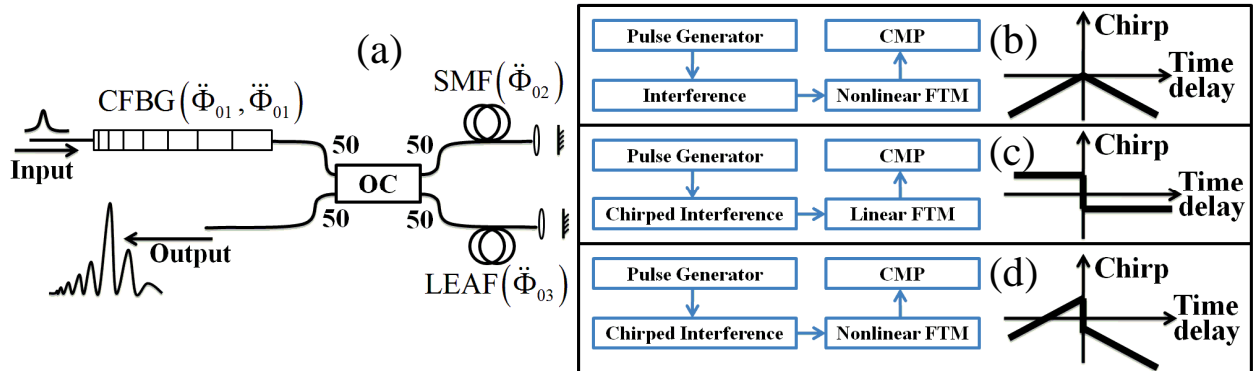 (a)
CFBG(Φ̈₀₁, Φ⃛₀₁)
SMF(Φ̈₀₂)
50
50
Input
OC
50
50
Output
LEAF(Φ̈₀₃)
Pulse Generator
CMP
(b)
Chirp
Time
delay
Interference
Nonlinear FTM
Pulse Generator
CMP
(c)
Chirp
Time
delay
Chirped Interference
Linear FTM
Pulse Generator
CMP
(d)
Chirp
Time
delay
Chirped Interference
Nonlinear FTM